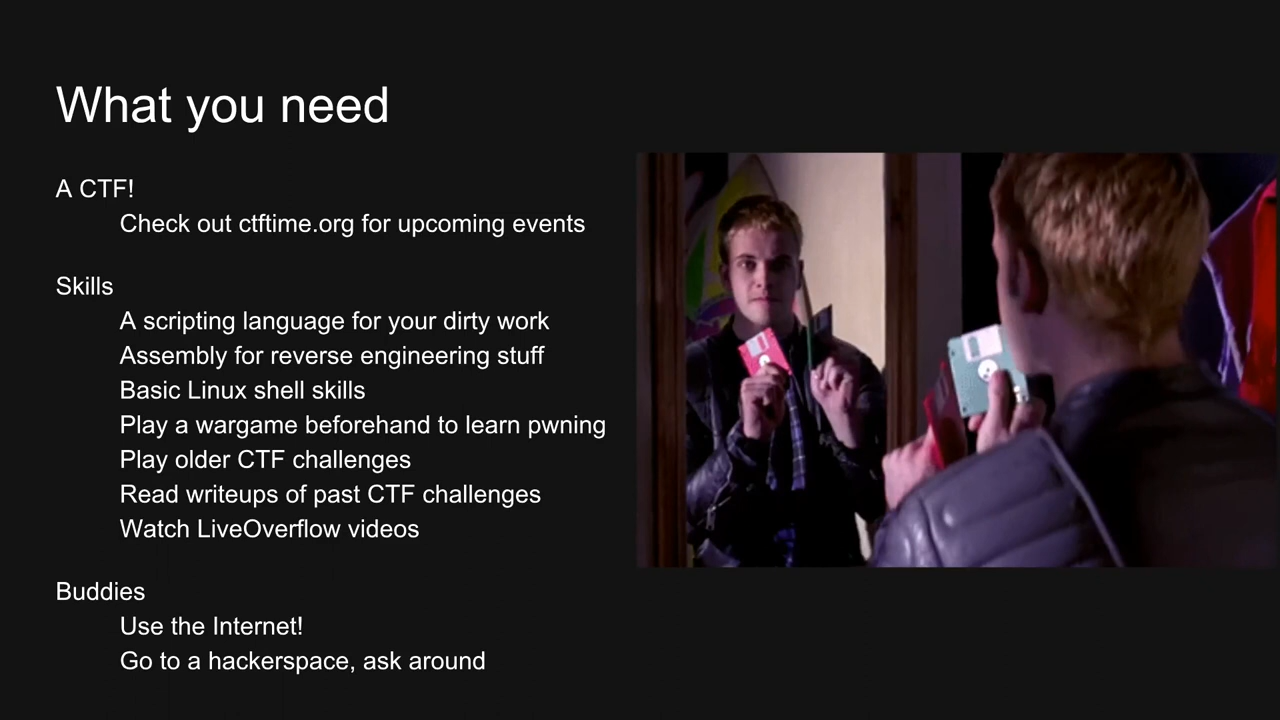 What you need
A CTF!
Check out ctftime.org for upcoming events
Skills
A scripting language for your dirty work
Assembly for reverse engineering stuff
Basic Linux shell skills
Play a wargame beforehand to learn pwning
Play older CTF challenges
Read writeups of past CTF challenges
Watch LiveOverflow videos
Buddies
Use the Internet!
Go to a hackerspace, ask around